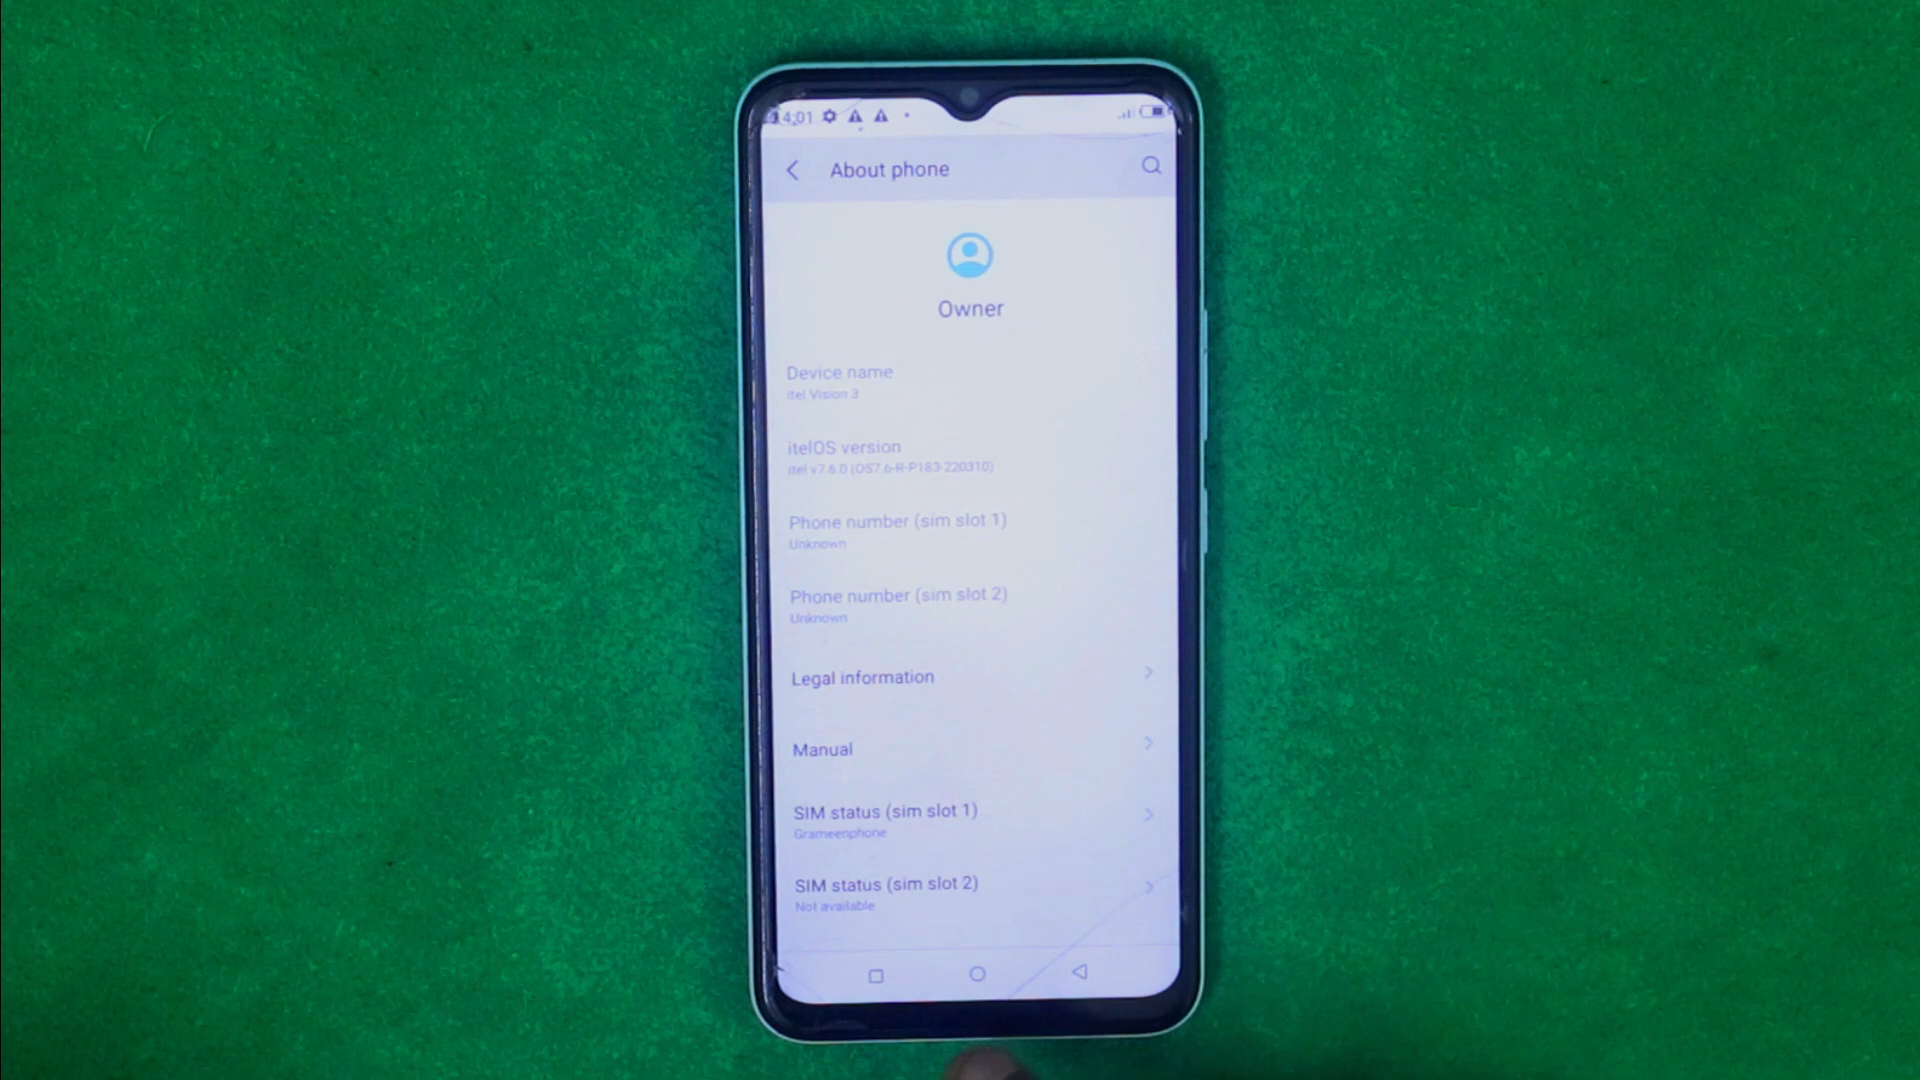 4:01
About phone
Owner
Device name
itel Vision 3
itelOS version
itel v7.6.0 (OS7.6-R-P183-220310)
Phone number (sim slot 1)
Unknown
Phone number (sim slot 2)
Unknown
Legal information
Manual
SIM status (sim slot 1)
Grameenphone
SIM status (sim slot 2)
Not available